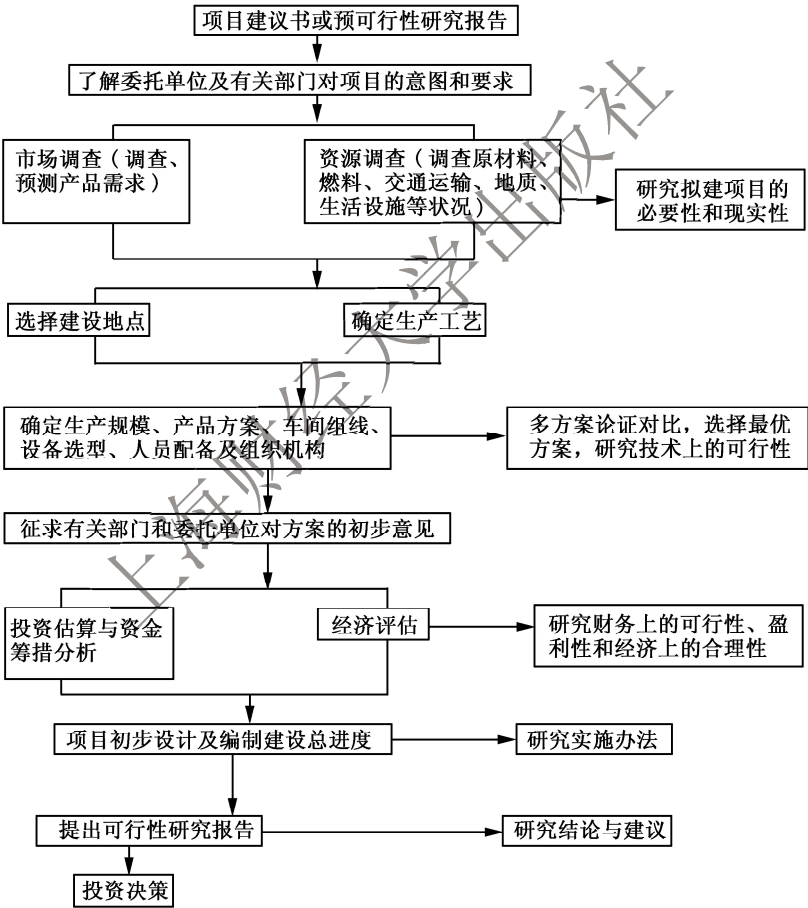 项目建议书或预可行性研究报告
了解委托单位及有关部门对项目的意图和要求
市场调查（调查、
预测产品需求）
资源调查（调查原材料、
燃料、交通运输、地质、
生活设施等状况）
研究拟建项目的
必要性和现实性
选择建设地点
确定生产工艺
确定生产规模、产品方案、车间组线、
设备选型、人员配备及组织机构
多方案论证对比，选择最优
方案，研究技术上的可行性
征求有关部门和委托单位对方案的初步意见
投资估算与资金
筹措分析
经济评估
研究财务上的可行性、盈
利性和经济上的合理性
项目初步设计及编制建设总进度
研究实施办法
提出可行性研究报告
研究结论与建议
投资决策
上海财经大学出版社